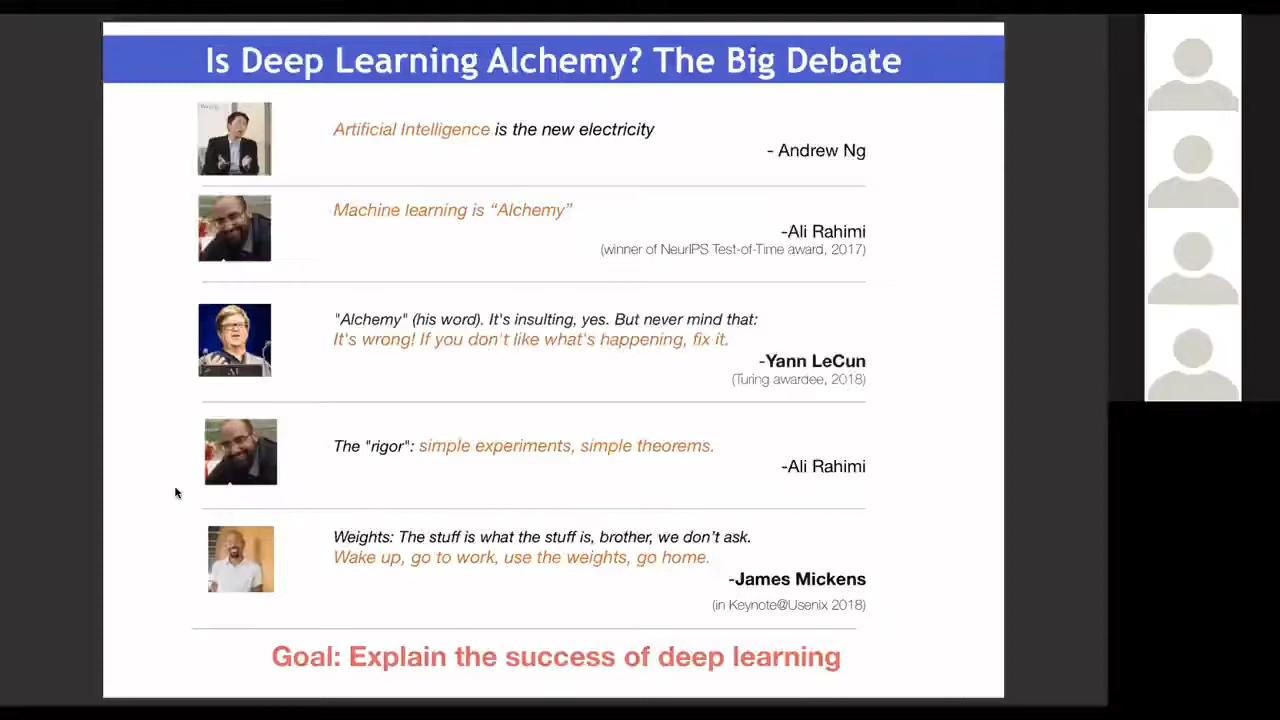 Is Deep Learning Alchemy? The Big Debate
Artificial Intelligence is the new electricity
- Andrew Ng
Machine learning is “Alchemy”
-Ali Rahimi
(winner of NeurIPS Test-of-Time award, 2017)
"Alchemy" (his word). It's insulting, yes. But never mind that:
It's wrong! If you don't like what's happening, fix it.
-Yann LeCun
(Turing awardee, 2018)
The "rigor": simple experiments, simple theorems.
-Ali Rahimi
Weights: The stuff is what the stuff is, brother, we don’t ask.
Wake up, go to work, use the weights, go home.
-James Mickens
(in Keynote@Usenix 2018)
Goal: Explain the success of deep learning